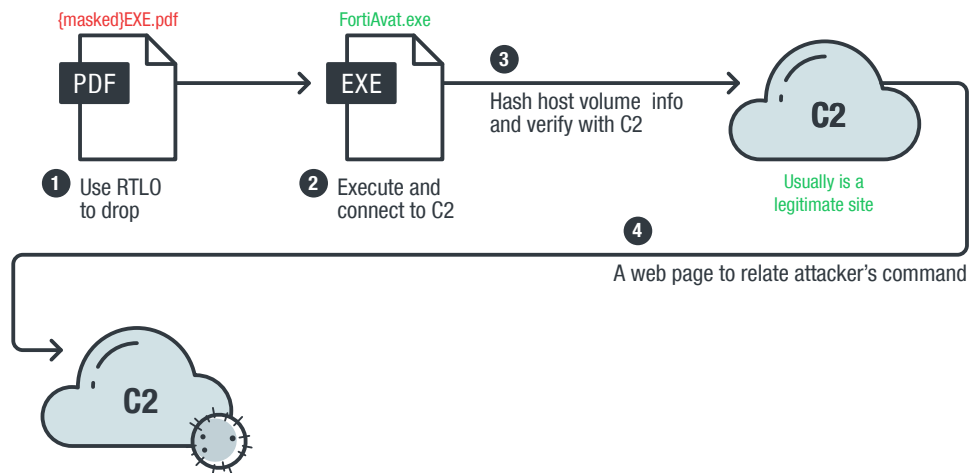 {masked}EXE.pdf
FortiAvat.exe
PDF
EXE
3
Hash host volume info
and verify with C2
C2
1 Use RTLO
to drop
2 Execute and
connect to C2
Usually is a
legitimate site
4
A web page to relate attacker's command
C2